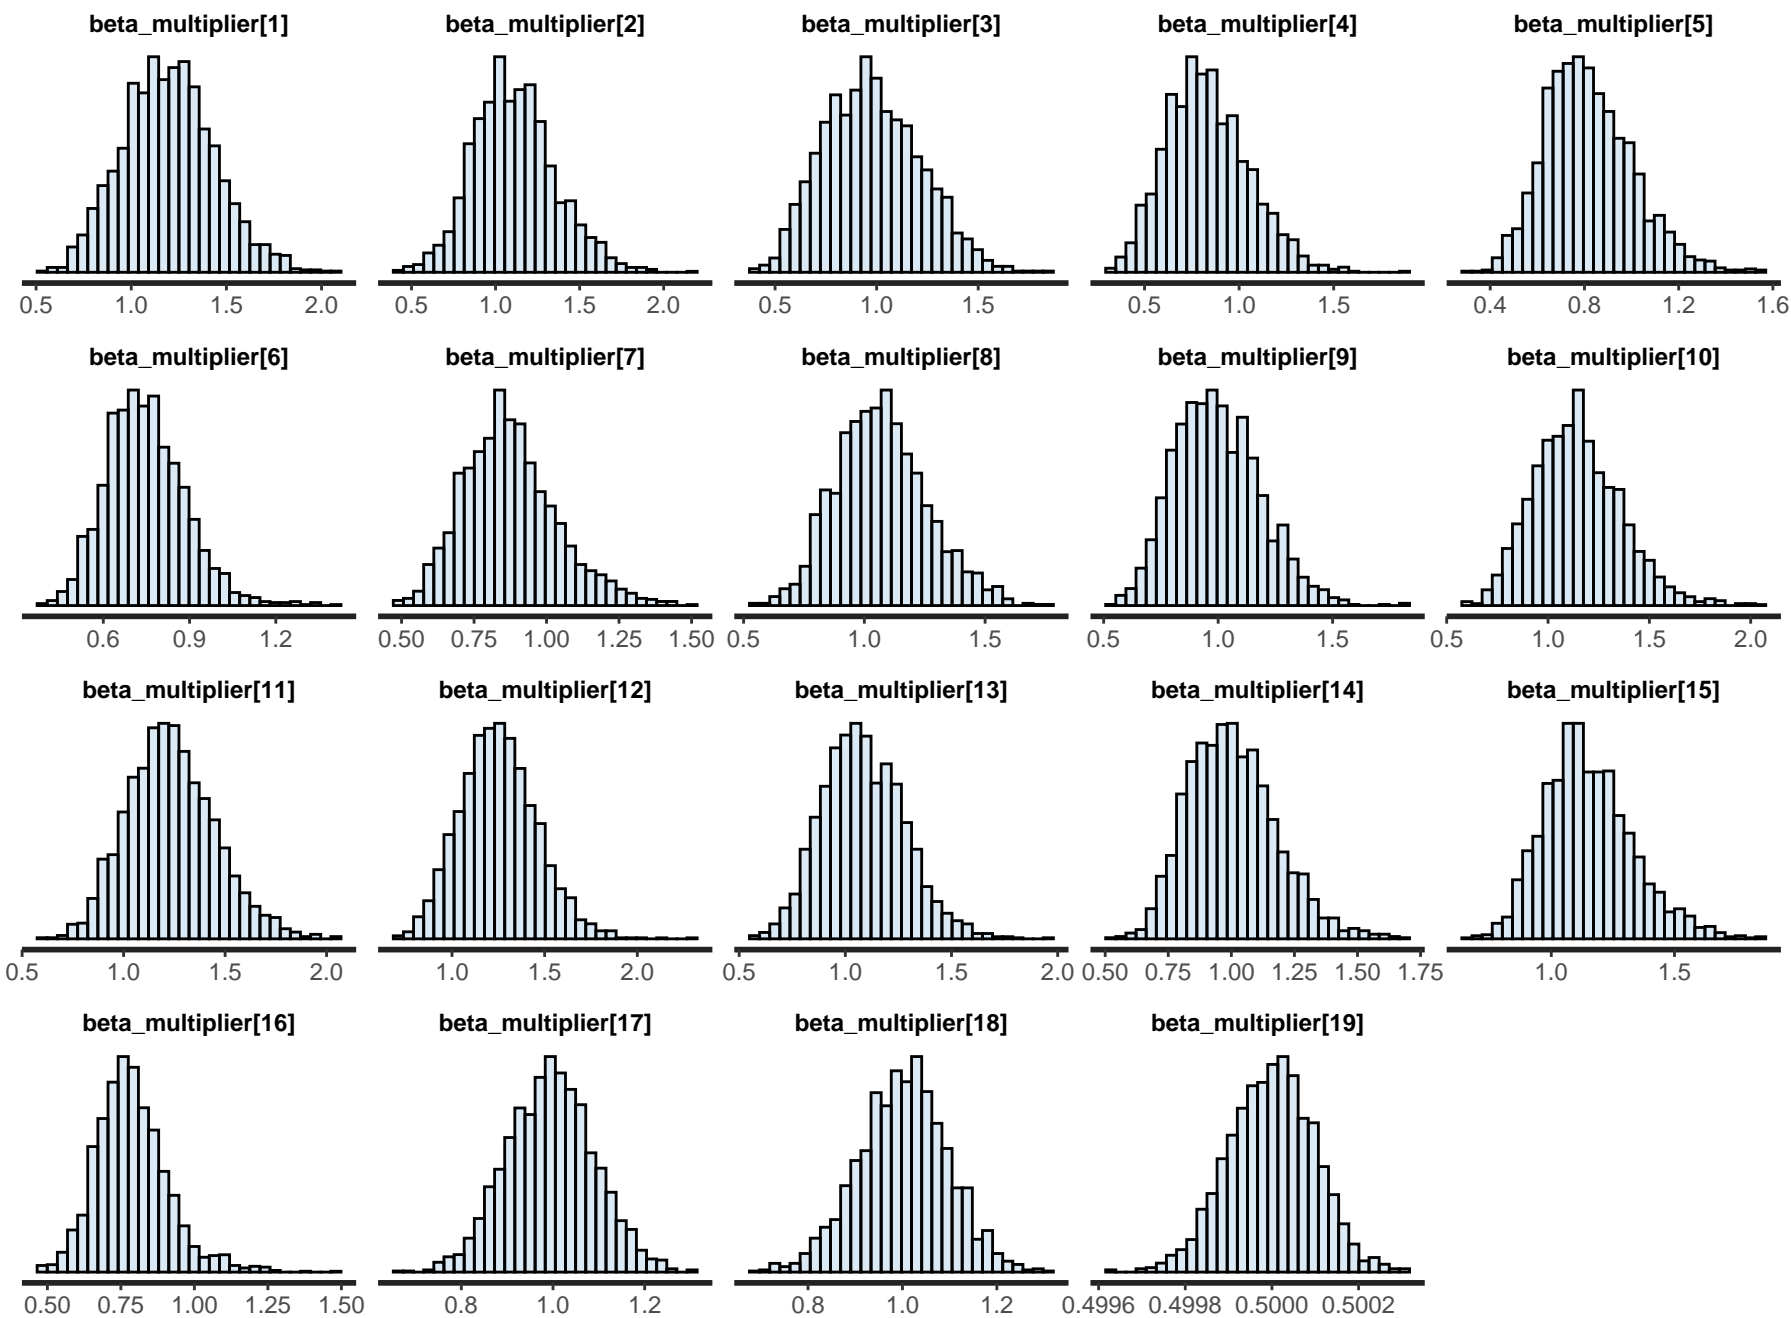 beta_multiplier[1] beta_multiplier[2] beta_multiplier[3] beta_multiplier[4] beta_multiplier[5]
0.5 1.0 1.5 2.0 0.5 1.0 1.5 2.0 0.5 1.0 1.5 0.5 1.0 1.5 0.4 0.8 1.2 1.6
beta_multiplier[6] beta_multiplier[7] beta_multiplier[8] beta_multiplier[9] beta_multiplier[10]
0.6 0.9 1.2 0.50 0.75 1.00 1.25 1.50 0.5 1.0 1.5 0.5 1.0 1.5 0.5 1.0 1.5 2.0
beta_multiplier[11] beta_multiplier[12] beta_multiplier[13] beta_multiplier[14] beta_multiplier[15]
0.5 1.0 1.5 2.0 1.0 1.5 2.0 0.5 1.0 1.5 2.0 0.50 0.75 1.00 1.25 1.50 1.75 1.0 1.5
beta_multiplier[16] beta_multiplier[17] beta_multiplier[18] beta_multiplier[19]
0.50 0.75 1.00 1.25 1.50 0.8 1.0 1.2 0.8 1.0 1.2 0.4996 0.4998 0.5000 0.5002